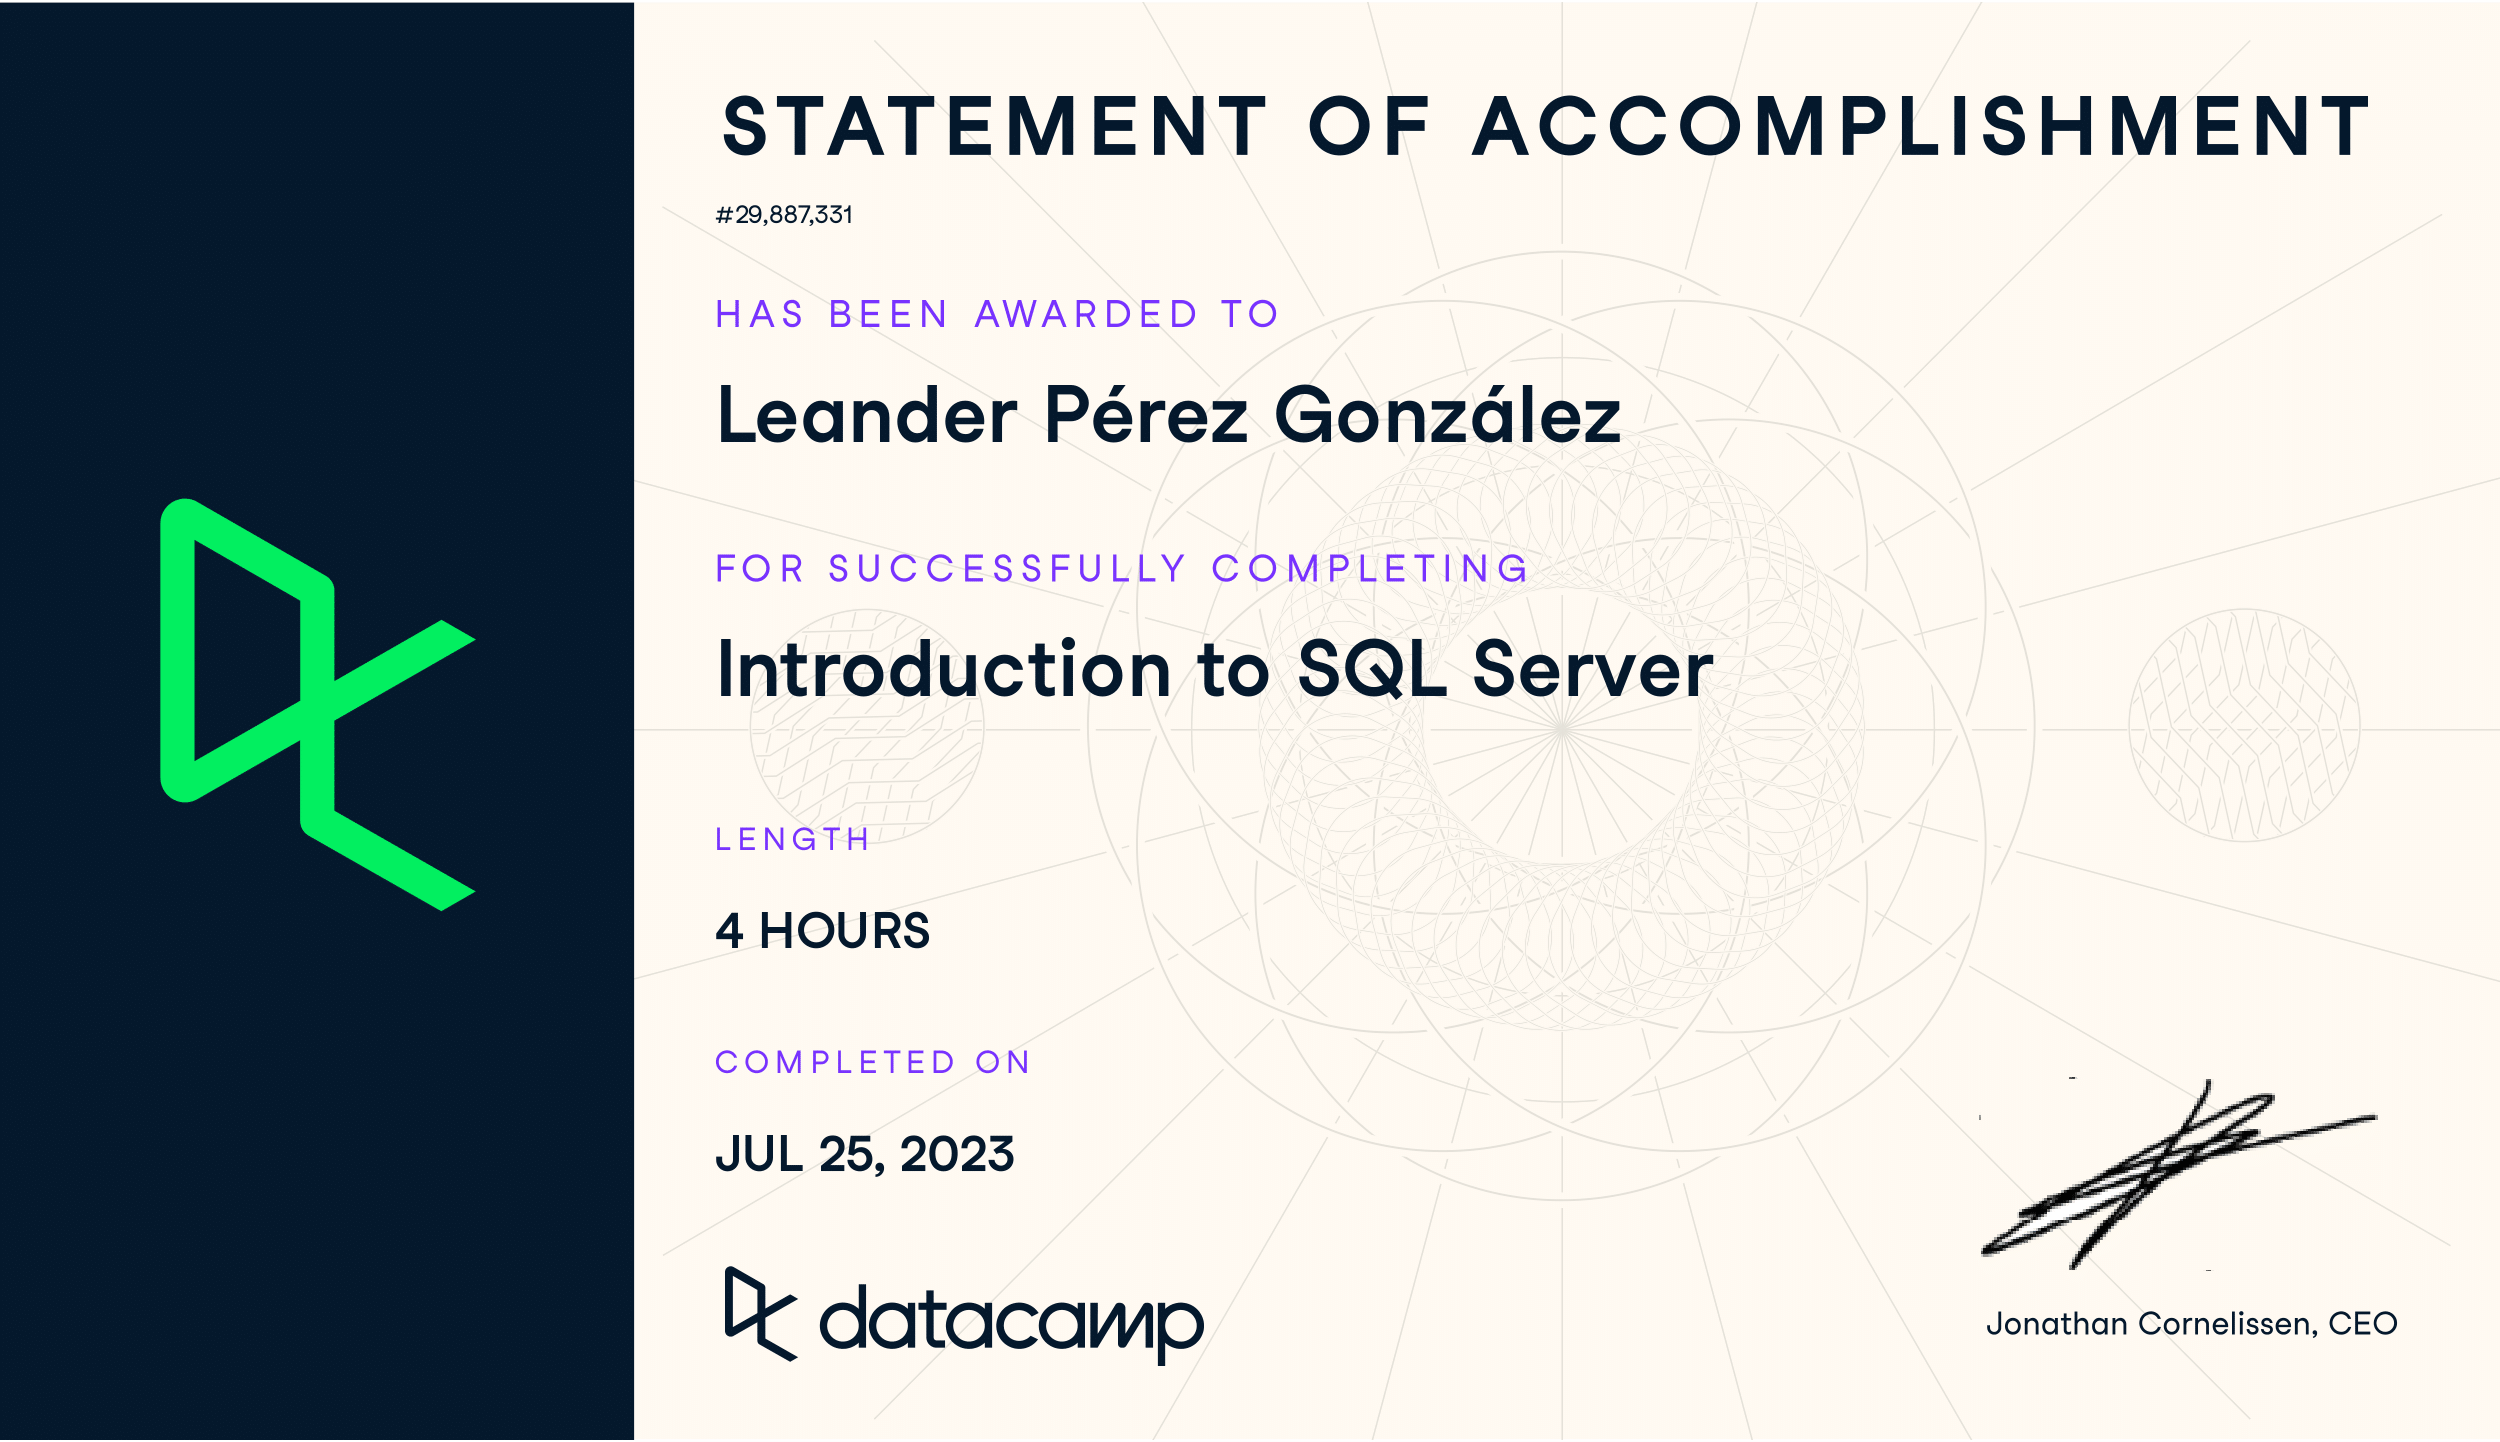 STATEMENT OF ACCOMPLISHMENT
#29,887,331
HAS BEEN AWARDED TO
Leander Pérez González
FOR SUCCESSFULLY COMPLETING
Introduction to SQL Server
LENGTH
4 HOURS
COMPLETED ON
JUL 25, 2023
datacamp
Jonathan Cornelissen, CEO